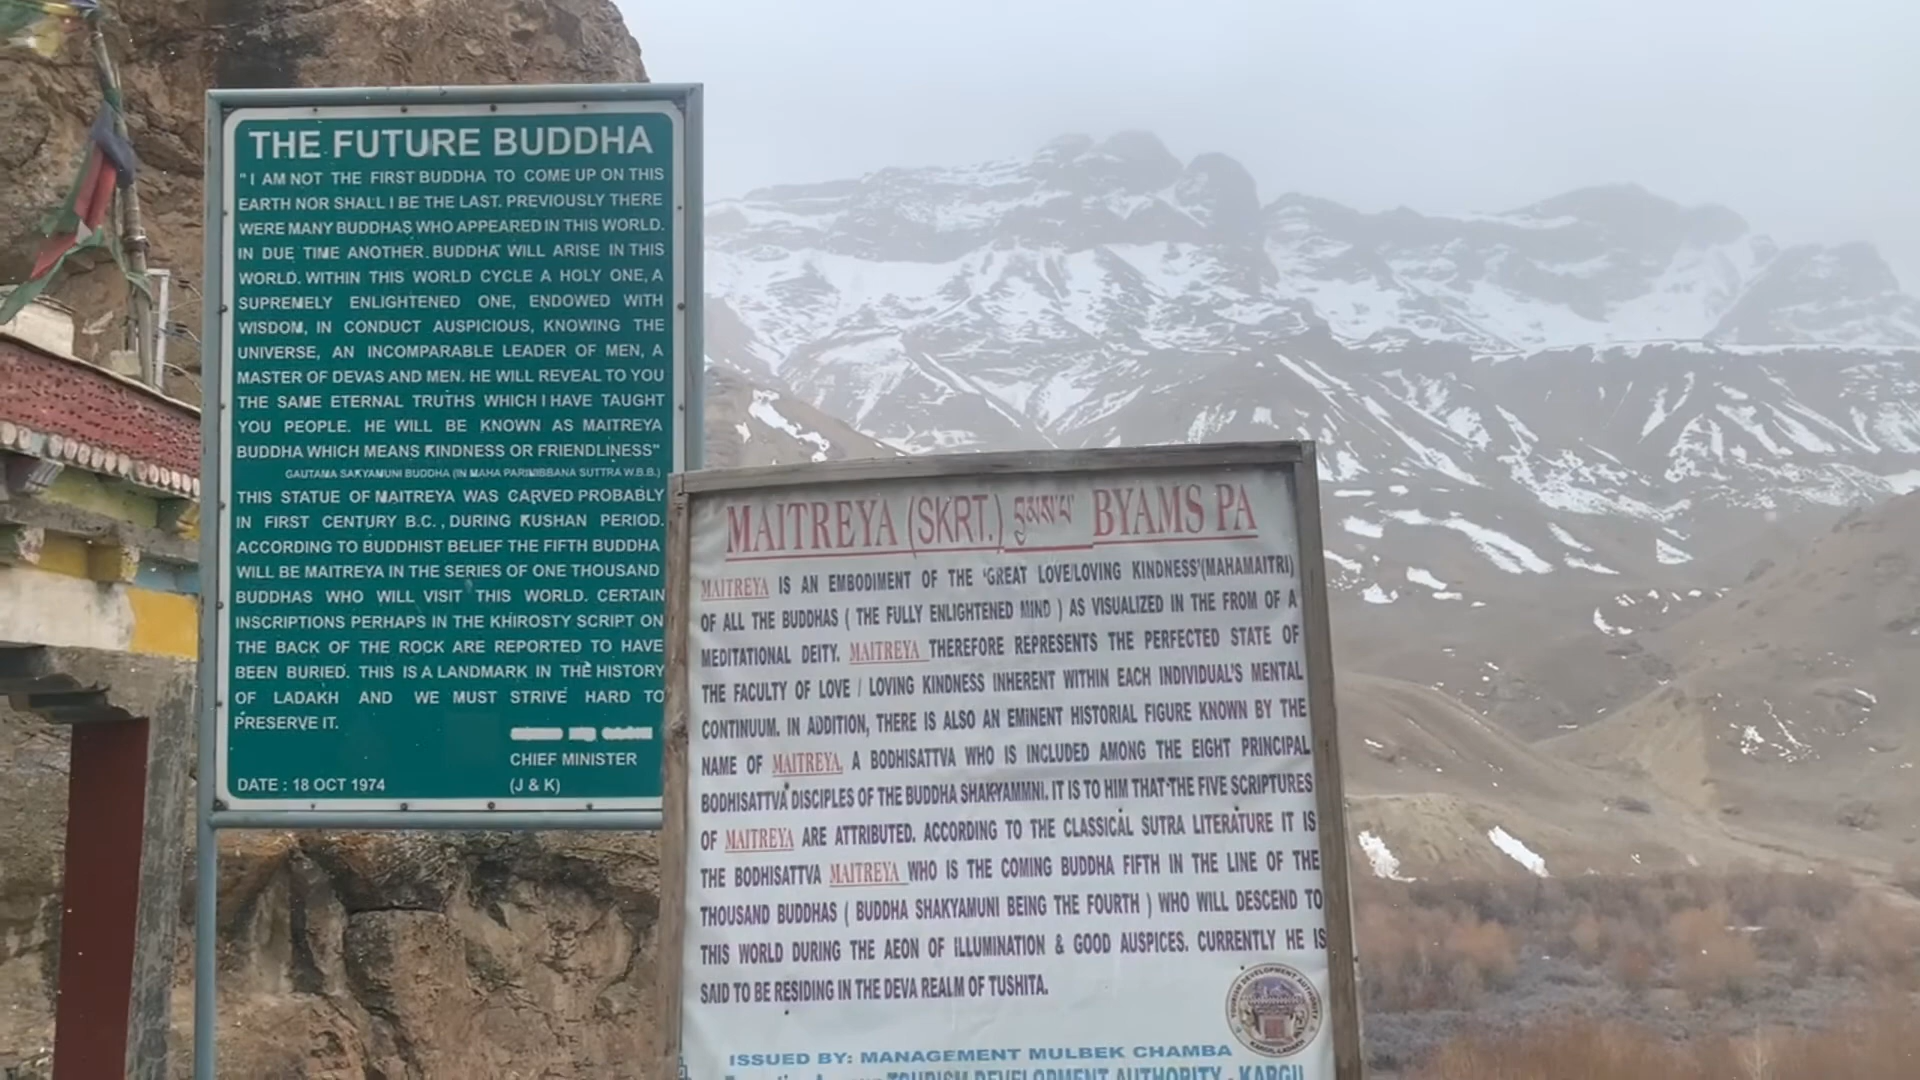 THE FUTURE BUDDHA
"I AM NOT THE FIRST BUDDHA TO COME UP ON THIS
EARTH NOR SHALL I BE THE LAST. PREVIOUSLY THERE
WERE MANY BUDDHAS WHO APPEARED IN THIS WORLD.
IN DUE TIME ANOTHER BUDDHA WILL ARISE IN THIS
WORLD. WITHIN THIS WORLD CYCLE A HOLY ONE, A
SUPREMELY ENLIGHTENED ONE, ENDOWED WITH
WISDOM, IN CONDUCT AUSPICIOUS, KNOWING THE
UNIVERSE, AN INCOMPARABLE LEADER OF MEN, A
MASTER OF DEVAS AND MEN. HE WILL REVEAL TO YOU
THE SAME ETERNAL TRUTHS WHICH I HAVE TAUGHT
YOU PEOPLE. HE WILL BE KNOWN AS MAITREYA
BUDDHA WHICH MEANS KINDNESS OR FRIENDLINESS"
GAUTAMA SAKYAMUNI BUDDHA (IN MAHA PARINIBBANA SUTTRA W.B.B.)
THIS STATUE OF MAITREYA WAS CARVED PROBABLY
IN FIRST CENTURY B.C., DURING KUSHAN PERIOD.
ACCORDING TO BUDDHIST BELIEF THE FIFTH BUDDHA
WILL BE MAITREYA IN THE SERIES OF ONE THOUSAND
BUDDHAS WHO WILL VISIT THIS WORLD. CERTAIN
INSCRIPTIONS PERHAPS IN THE KHIROSTY SCRIPT ON
THE BACK OF THE ROCK ARE REPORTED TO HAVE
BEEN BURIED. THIS IS A LANDMARK IN THE HISTORY
OF LADAKH AND WE MUST STRIVE HARD TO
PRESERVE IT.
CHIEF MINISTER
DATE : 18 OCT 1974 (J & K)
MAITREYA (SKRT.) བྱམས་པ་ BYAMS PA
MAITREYA IS AN EMBODIMENT OF THE 'GREAT LOVE/LOVING KINDNESS'(MAHAMAITRI)
OF ALL THE BUDDHAS ( THE FULLY ENLIGHTENED MIND ) AS VISUALIZED IN THE FROM OF A
MEDITATIONAL DEITY. MAITREYA THEREFORE REPRESENTS THE PERFECTED STATE OF
THE FACULTY OF LOVE / LOVING KINDNESS INHERENT WITHIN EACH INDIVIDUAL'S MENTAL
CONTINUUM. IN ADDITION, THERE IS ALSO AN EMINENT HISTORIAL FIGURE KNOWN BY THE
NAME OF MAITREYA, A BODHISATTVA WHO IS INCLUDED AMONG THE EIGHT PRINCIPAL
BODHISATTVA DISCIPLES OF THE BUDDHA SHAKYAMMNI. IT IS TO HIM THAT THE FIVE SCRIPTURES
OF MAITREYA ARE ATTRIBUTED. ACCORDING TO THE CLASSICAL SUTRA LITERATURE IT IS
THE BODHISATTVA MAITREYA WHO IS THE COMING BUDDHA FIFTH IN THE LINE OF THE
THOUSAND BUDDHAS ( BUDDHA SHAKYAMUNI BEING THE FOURTH ) WHO WILL DESCEND TO
THIS WORLD DURING THE AEON OF ILLUMINATION & GOOD AUSPICES. CURRENTLY HE IS
SAID TO BE RESIDING IN THE DEVA REALM OF TUSHITA.
TOURISM DEVELOPMENT AUTHORITY
KARGIL-LADAKH
ISSUED BY: MANAGEMENT MULBEK CHAMBA
TOURISM DEVELOPMENT AUTHORITY - KARGIL